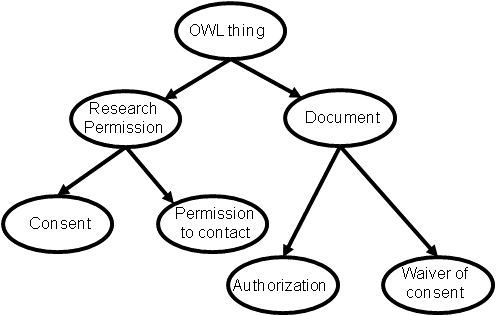 OWL thing
Research
Permission
Document
Consent
Permission
to contact
Authorization
Waiver of
consent